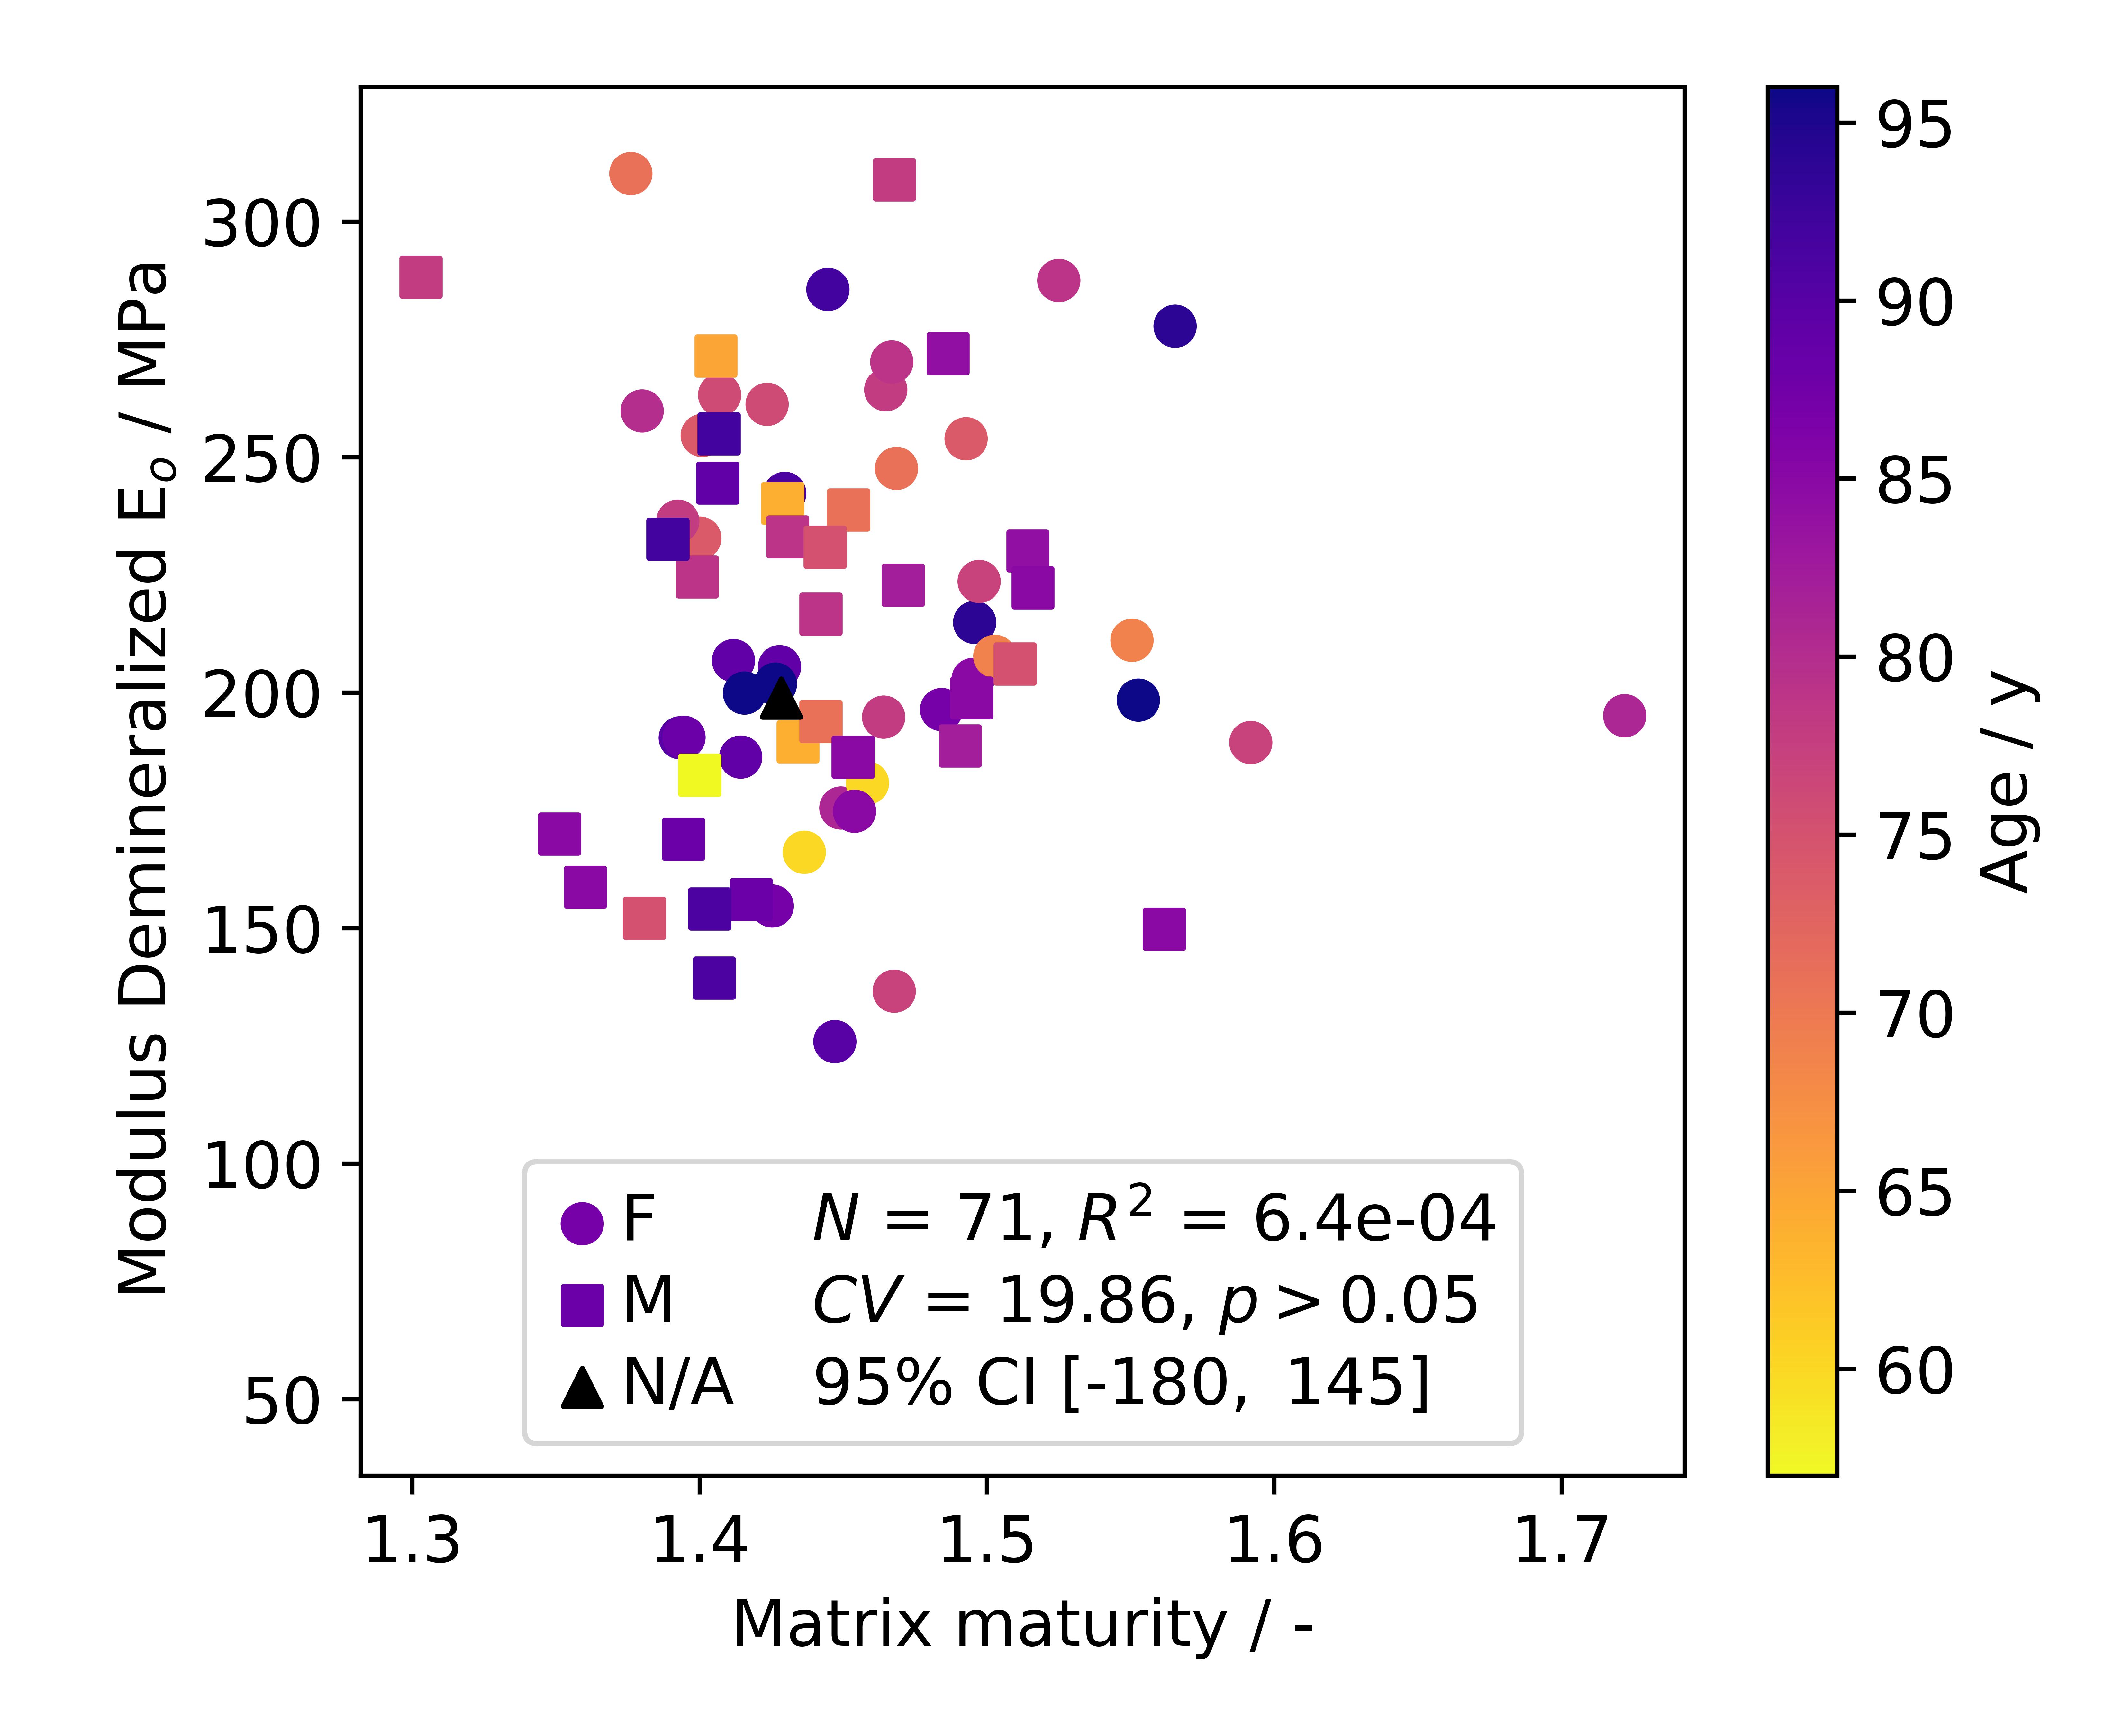 Modulus Demineralized E_o / MPa
300
250
200
150
100
50
F N = 71, R² = 6.4e-04
M CV = 19.86, p > 0.05
N/A 95% CI [-180, 145]
1.3 1.4 1.5 1.6 1.7
Matrix maturity / -
95
90
85
80
75
70
65
60
Age / y